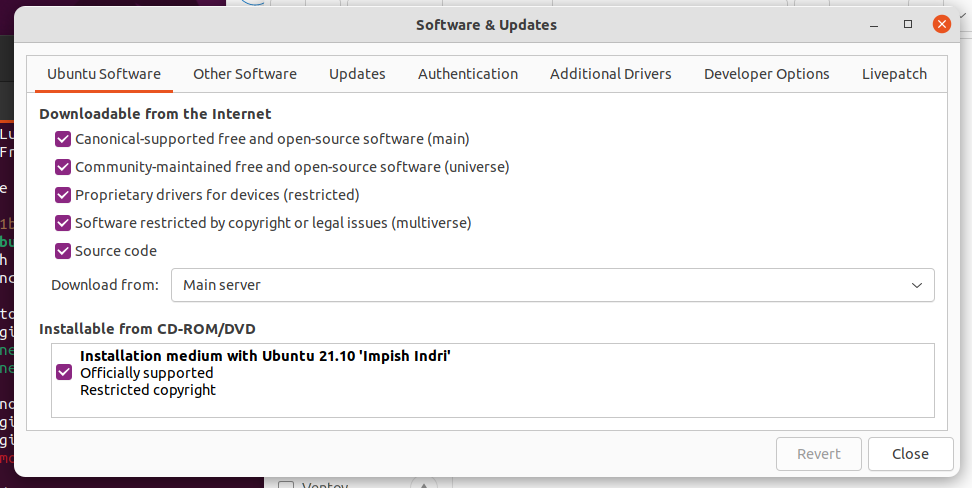 Software & Updates
Ubuntu Software Other Software Updates Authentication Additional Drivers Developer Options Livepatch
Downloadable from the Internet
Canonical-supported free and open-source software (main)
Community-maintained free and open-source software (universe)
Proprietary drivers for devices (restricted)
Software restricted by copyright or legal issues (multiverse)
Source code
Download from: Main server
Installable from CD-ROM/DVD
Installation medium with Ubuntu 21.10 'Impish Indri'
Officially supported
Restricted copyright
Revert Close